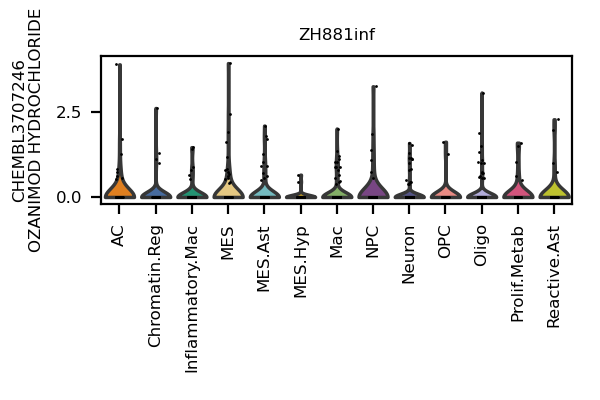 ZH881inf
CHEMBL3707246
OZANIMOD HYDROCHLORIDE
2.5
0.0
AC
Chromatin.Reg
Inflammatory.Mac
MES
MES.Ast
MES.Hyp
Mac
NPC
Neuron
OPC
Oligo
Prolif.Metab
Reactive.Ast